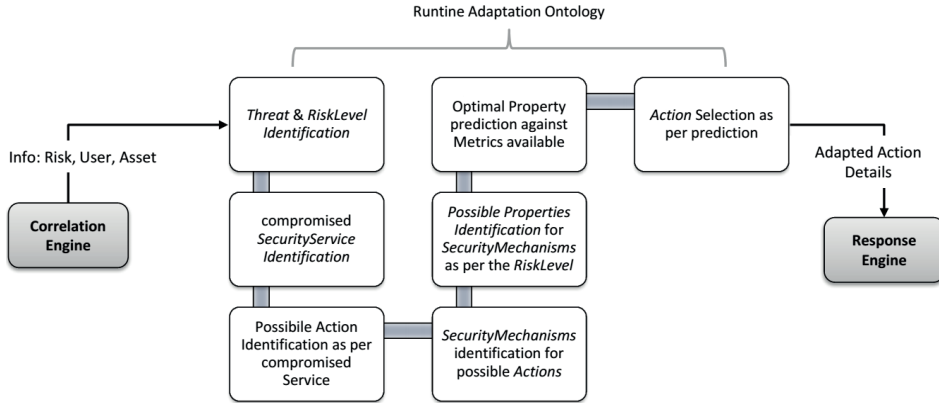 Runtine Adaptation Ontology
Info: Risk, User, Asset
Correlation
Engine
Threat & RiskLevel
Identification
compromised
SecurityService
Identification
Possibile Action
Identification as per
compromised
Service
SecurityMechanisms
identification for
possible Actions
Possible Properties
Identification for
SecurityMechanisms
as per the RiskLevel
Optimal Property
prediction against
Metrics available
Action Selection as
per prediction
Adapted Action
Details
Response
Engine